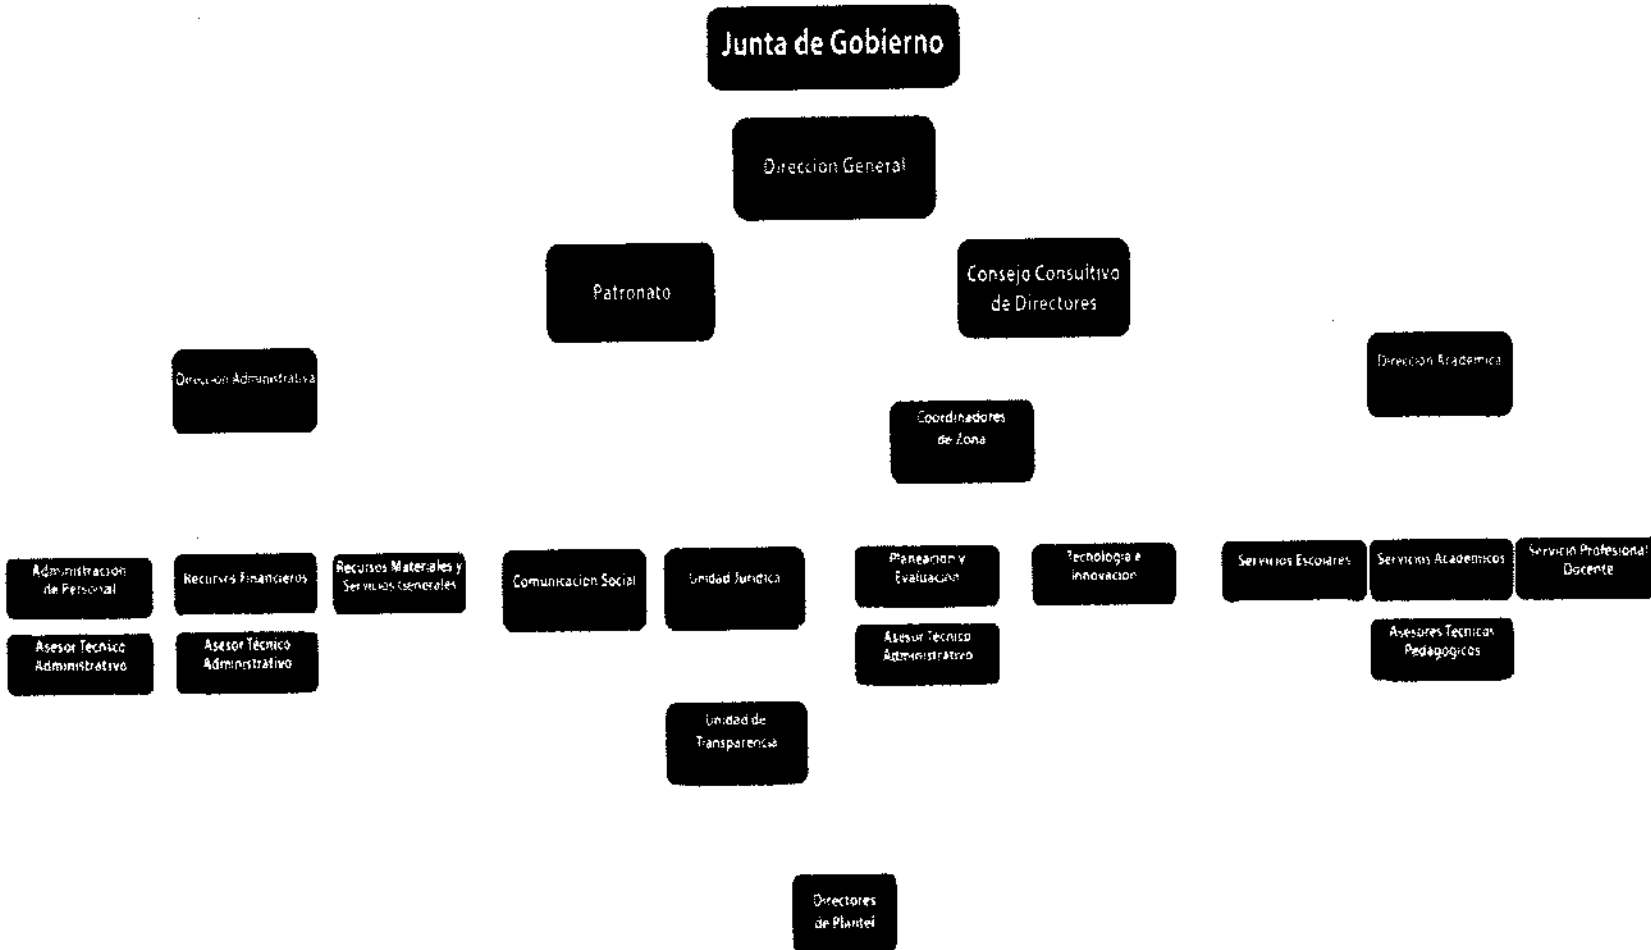 Junta de Gobierno
Direccion General
Patronato
Consejo Consultivo
de Directores
Direccion Administrativa
Direccion Academica
Coordinadores
de Zona
Administracion
de Personal
Recursos Financieros
Recursos Materiales y
Servicios Generales
Comunicacion Social
Unidad Juridica
Planeacion y
Evaluación
Tecnologia e
innovacion
Servicios Escolares
Servicios Academicos
Servicio Profesional
Docente
Asesor Tecnico
Administrativo
Asesor Técnico
Administrativo
Asesor Tecnico
Administrativo
Asesores Tecnicos
Pedagogicos
Unidad de
Transparencia
Directores
de Plantel